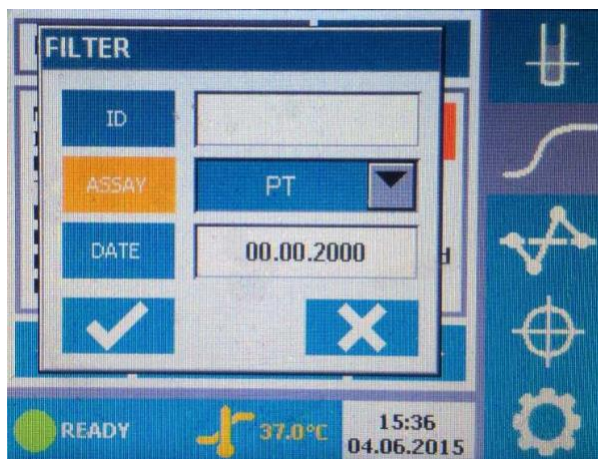 FILTER
ID
ASSAY PT
DATE 00.00.2000
READY 37.0°C 15:36
04.06.2015